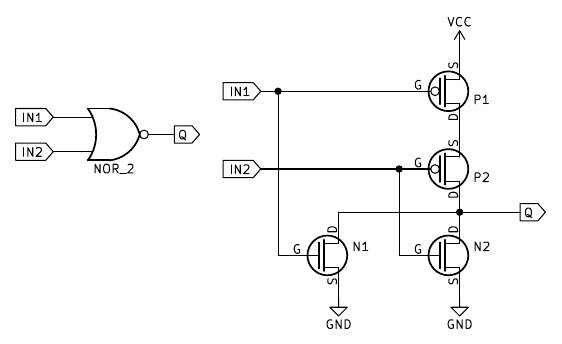 VCC
S
IN1
G
P1
D
IN1
Q
IN2
NOR_2
S
IN2
G
P2
D
Q
D
D
G
N1
G
N2
S
S
GND
GND